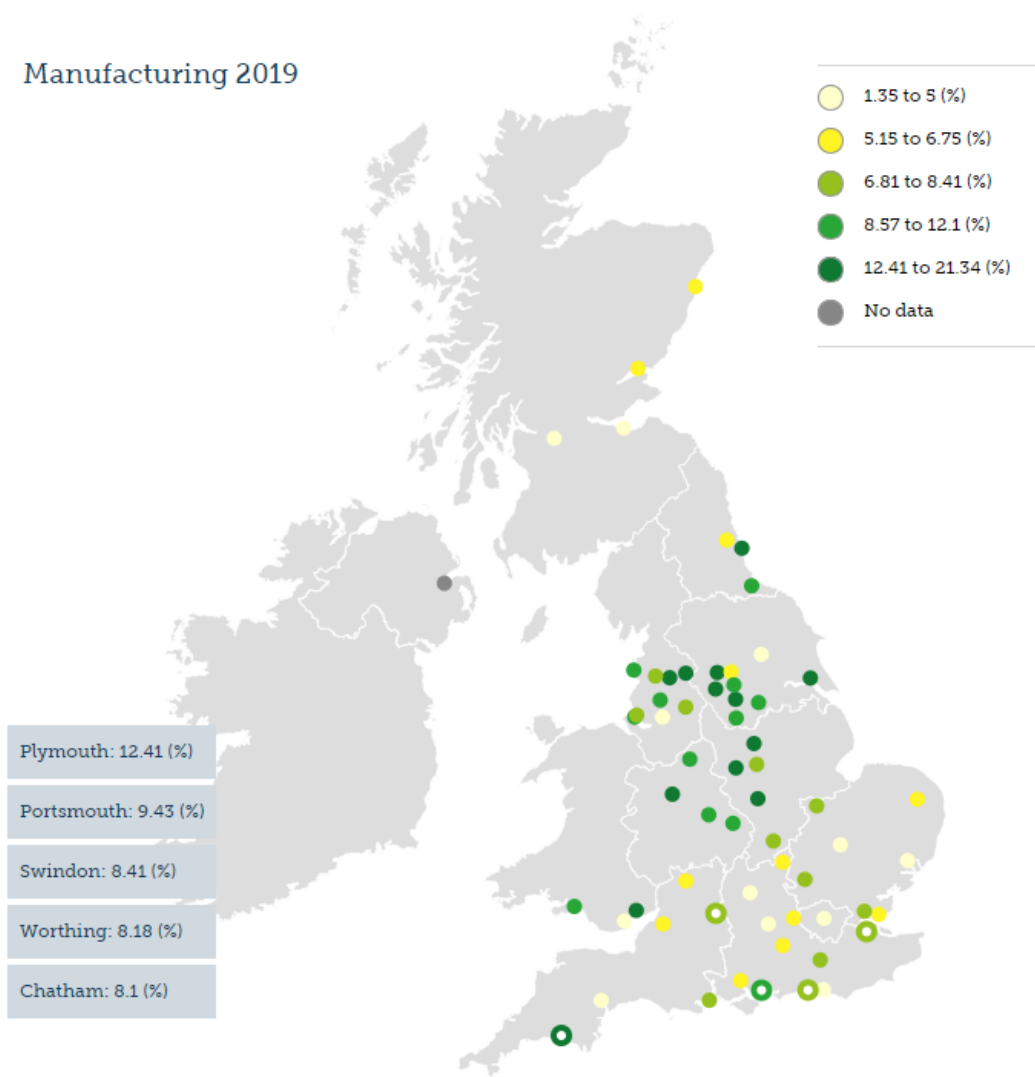 Manufacturing 2019
1.35 to 5 (%)
5.15 to 6.75 (%)
6.81 to 8.41 (%)
8.57 to 12.1 (%)
12.41 to 21.34 (%)
No data
Plymouth: 12.41 (%)
Portsmouth: 9.43 (%)
Swindon: 8.41 (%)
Worthing: 8.18 (%)
Chatham: 8.1 (%)